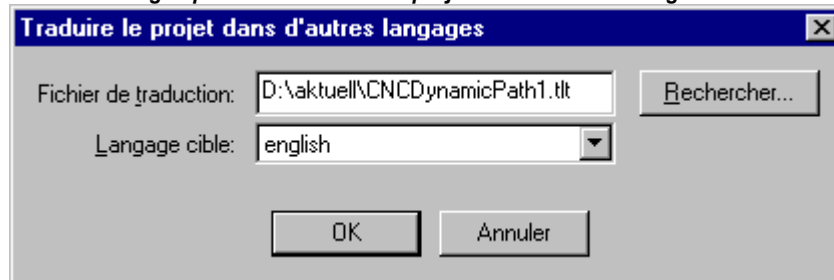 Traduire le projet dans d'autres langages
Fichier de traduction: D:\aktuell\CNCDynamicPath1.tlt Rechercher...
Langage cible: english
OK Annuler